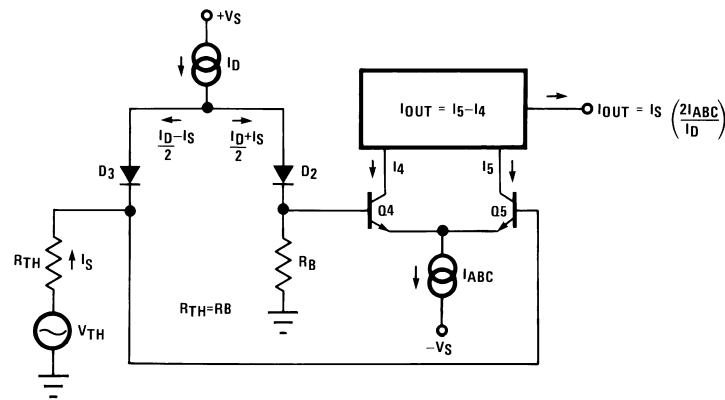 +VS
ID
ID/2 − IS
ID/2 + IS
IOUT = I5−I4
IOUT = IS (2IABC/ID)
D3
D2
I4
I5
Q4
Q5
RTH
IS
RB
IABC
RTH=RB
VTH
−VS